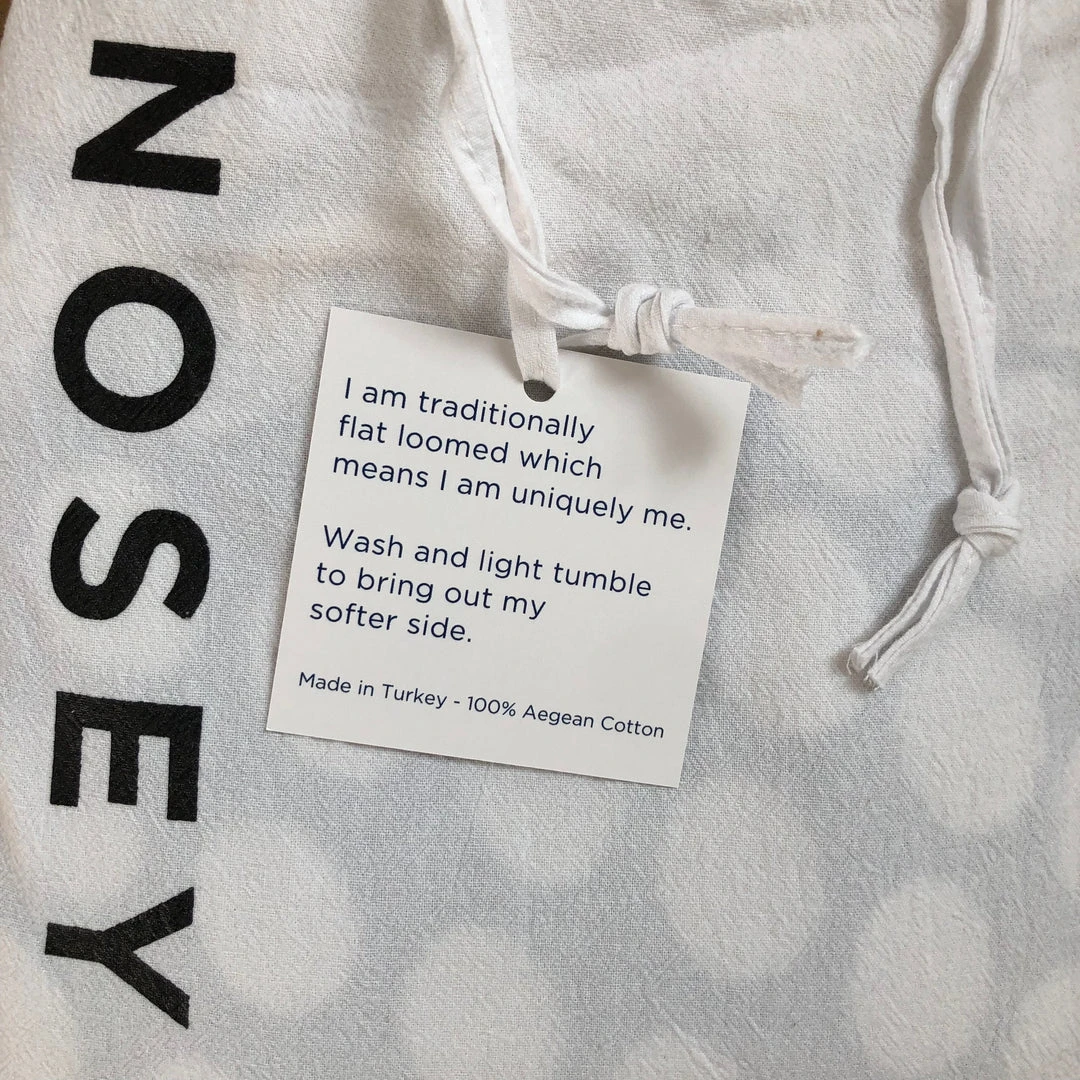 NOSEY
I am traditionally
flat loomed which
means I am uniquely me.
Wash and light tumble
to bring out my
softer side.
Made in Turkey - 100% Aegean Cotton